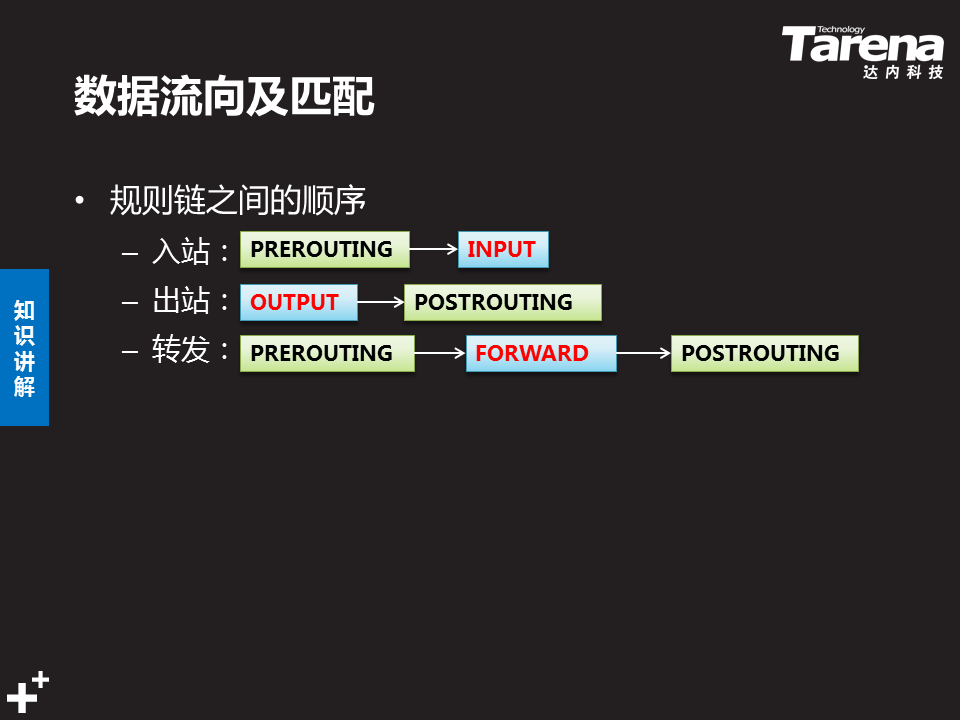 Technology
Tarena
达内科技
数据流向及匹配
• 规则链之间的顺序
– 入站： PREROUTING INPUT
– 出站： OUTPUT POSTROUTING
– 转发： PREROUTING FORWARD POSTROUTING
知识讲解